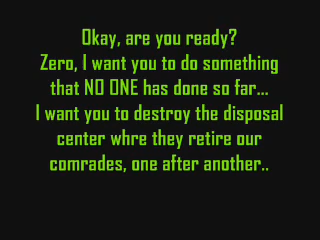 Okay, are you ready?
Zero, I want you to do something
that NO ONE has done so far...
I want you to destroy the disposal
center whre they retire our
comrades, one after another..